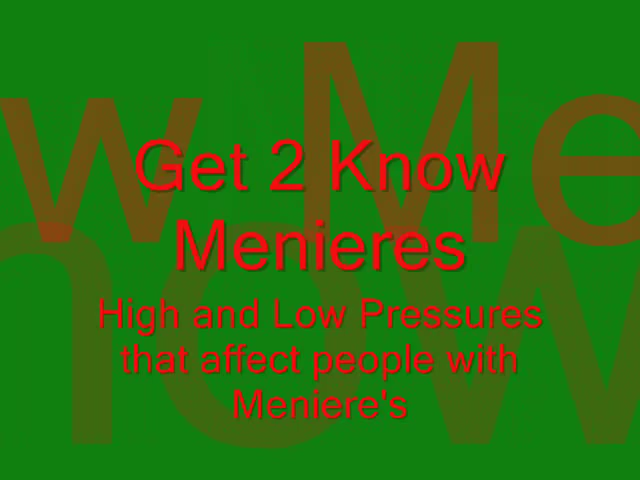 Get 2 Know
Menieres
High and Low Pressures
that affect people with
Meniere's